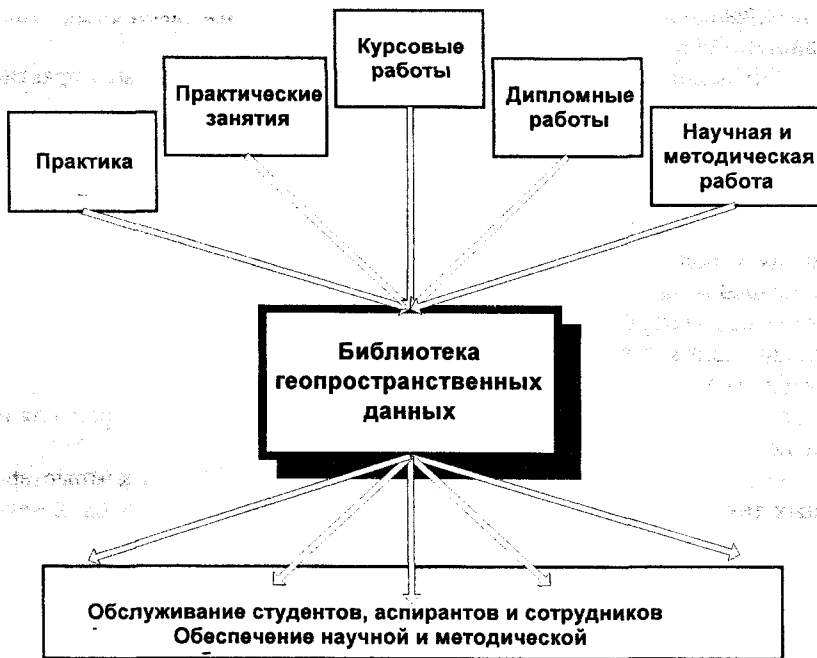 Курсовые
работы
Практические
занятия
Дипломные
работы
Практика
Научная и
методическая
работа
Библиотека
геопространственных
данных
Обслуживание студентов, аспирантов и сотрудников
Обеспечение научной и методической